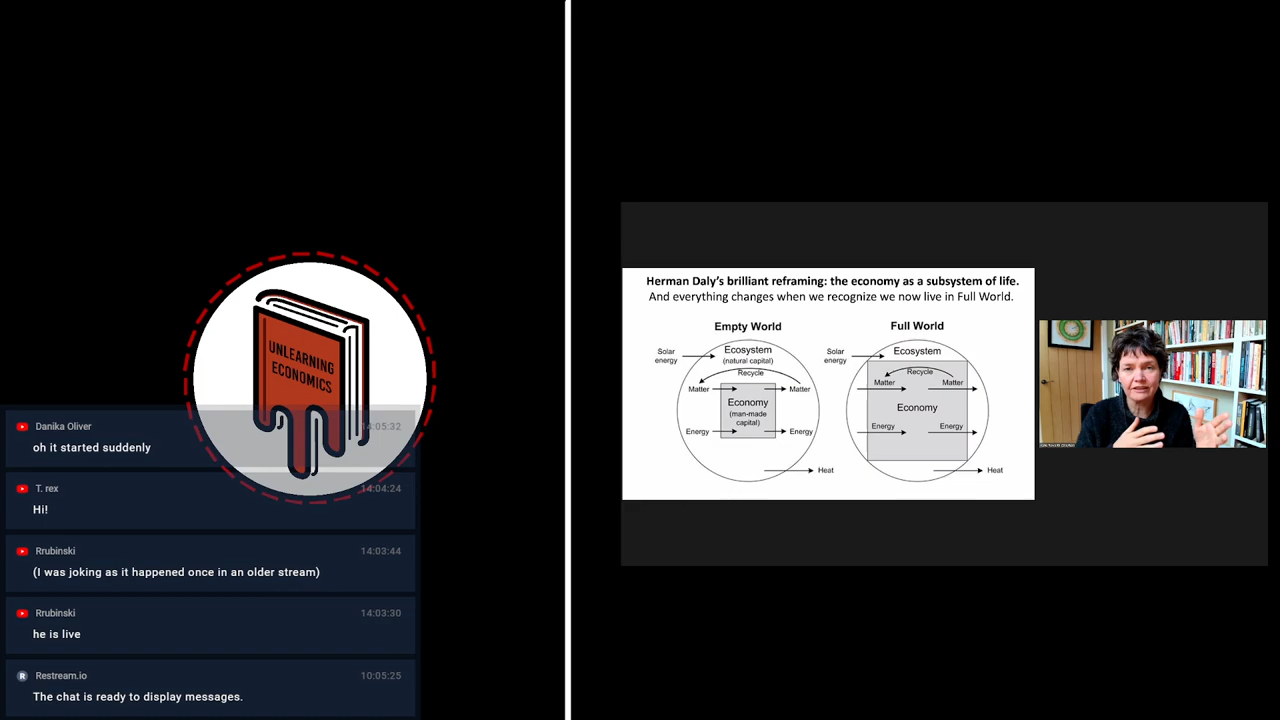 UNLEARNING
ECONOMICS
Danika Oliver 14:05:32
oh it started suddenly
T. rex 14:04:24
Hi!
Rrubinski 14:03:44
(I was joking as it happened once in an older stream)
Rrubinski 14:03:30
he is live
R Restream.io 10:05:25
The chat is ready to display messages.
Herman Daly's brilliant reframing: the economy as a subsystem of life.
And everything changes when we recognize we now live in Full World.
Empty World
Solar
energy
Ecosystem
(natural capital)
Recycle
Matter
Matter
Economy
(man-made
capital)
Energy
Energy
Heat
Full World
Solar
energy
Ecosystem
Recycle
Matter
Matter
Economy
Energy
Energy
Heat